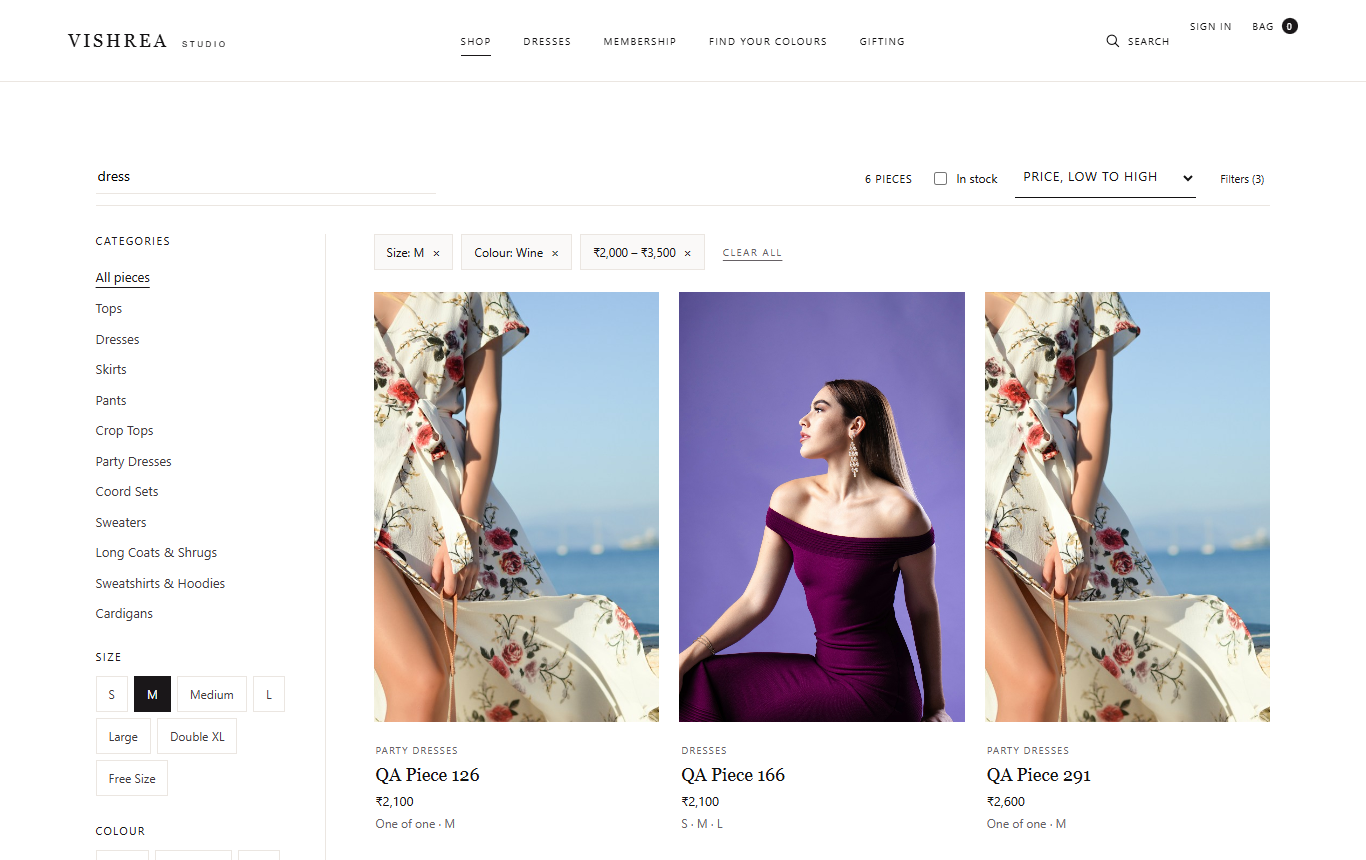 VISHREA STUDIO
SHOP DRESSES MEMBERSHIP FIND YOUR COLOURS GIFTING
SEARCH SIGN IN BAG 0
dress
6 PIECES In stock PRICE, LOW TO HIGH Filters (3)
CATEGORIES
All pieces
Tops
Dresses
Skirts
Pants
Crop Tops
Party Dresses
Coord Sets
Sweaters
Long Coats & Shrugs
Sweatshirts & Hoodies
Cardigans
SIZE
S M Medium L
Large Double XL
Free Size
COLOUR
Size: M × Colour: Wine × ₹2,000 – ₹3,500 × CLEAR ALL
PARTY DRESSES
QA Piece 126
₹2,100
One of one · M
DRESSES
QA Piece 166
₹2,100
S · M · L
PARTY DRESSES
QA Piece 291
₹2,600
One of one · M